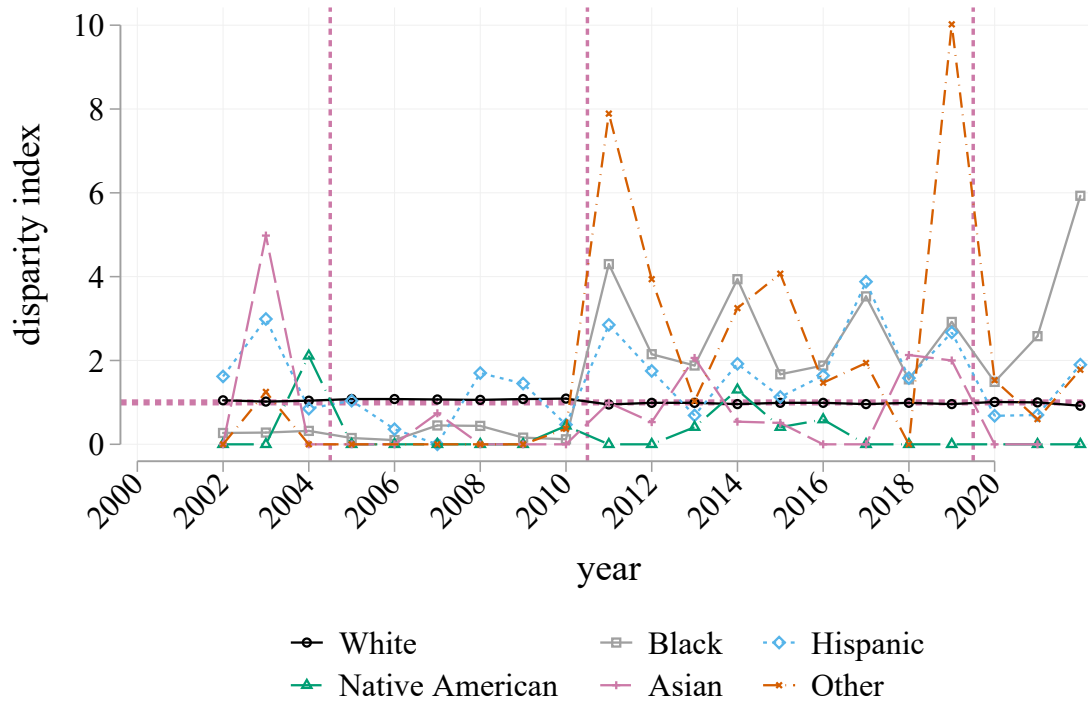 10
8
6
4
2
0
disparity index
2000 2002 2004 2006 2008 2010 2012 2014 2016 2018 2020
year
White Black Hispanic
Native American Asian Other